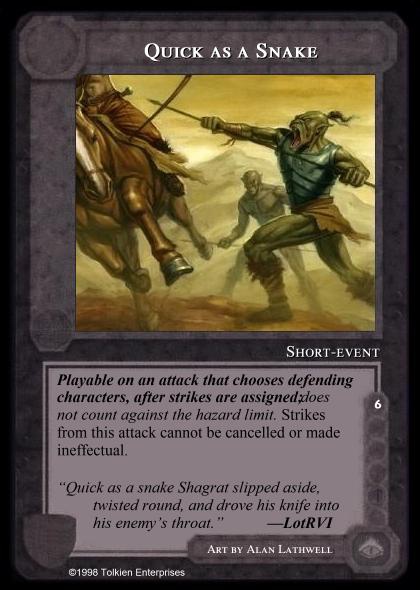 Quick as a Snake
Short-event
Playable on an attack that chooses defending
characters, after strikes are assigned;does
6
not count against the hazard limit. Strikes
from this attack cannot be cancelled or made
ineffectual.
“Quick as a snake Shagrat slipped aside,
twisted round, and drove his knife into
his enemy's throat.” —LotRVI
Art by Alan Lathwell
©1998 Tolkien Enterprises